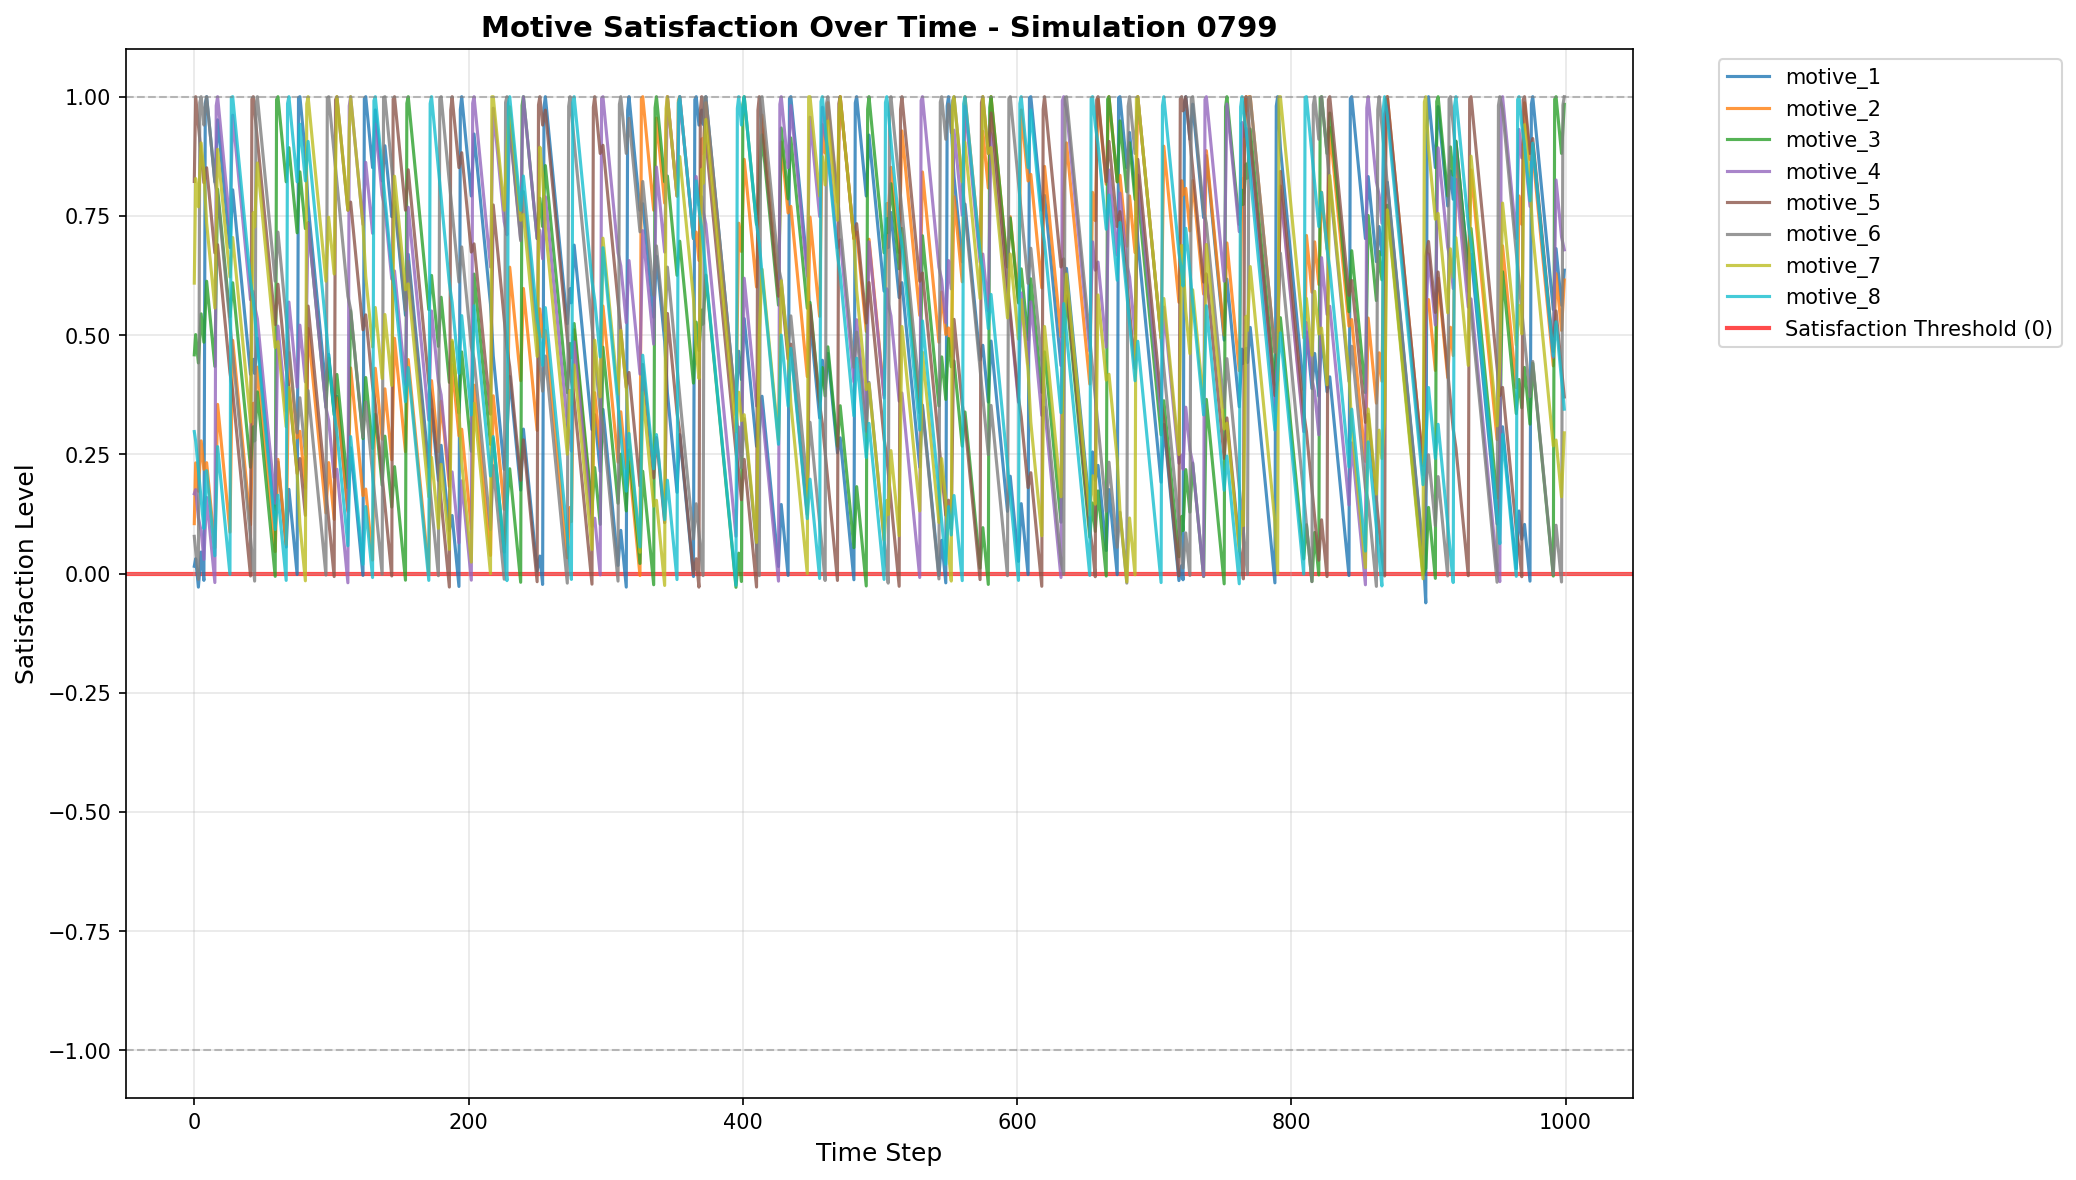 Motive Satisfaction Over Time - Simulation 0799
Satisfaction Level
1.00
0.75
0.50
0.25
0.00
−0.25
−0.50
−0.75
−1.00
0
200
400
600
800
1000
Time Step
motive_1
motive_2
motive_3
motive_4
motive_5
motive_6
motive_7
motive_8
Satisfaction Threshold (0)